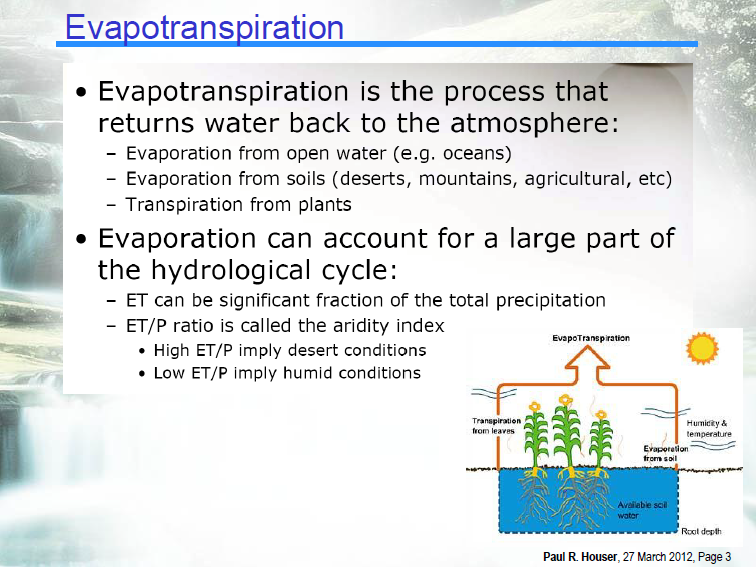 Evapotranspiration
• Evapotranspiration is the process that
returns water back to the atmosphere:
– Evaporation from open water (e.g. oceans)
– Evaporation from soils (deserts, mountains, agricultural, etc)
– Transpiration from plants
• Evaporation can account for a large part of
the hydrological cycle:
– ET can be significant fraction of the total precipitation
– ET/P ratio is called the aridity index
• High ET/P imply desert conditions
• Low ET/P imply humid conditions
EvapoTranspiration
Transpiration
from leaves
Humidity &
temperature
Evaporation
from soil
Available soil
water
Root depth
Paul R. Houser, 27 March 2012, Page 3